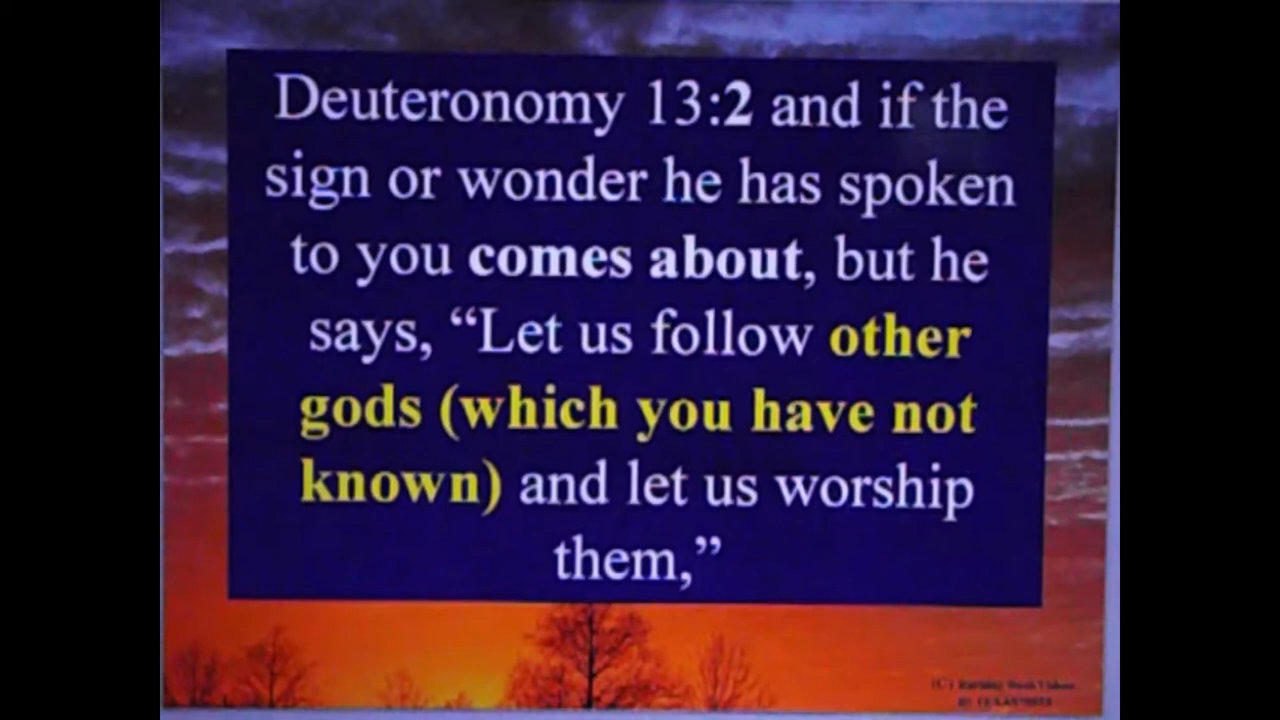 Deuteronomy 13:2 and if the
sign or wonder he has spoken
to you comes about, but he
says, “Let us follow other
gods (which you have not
known) and let us worship
them,”